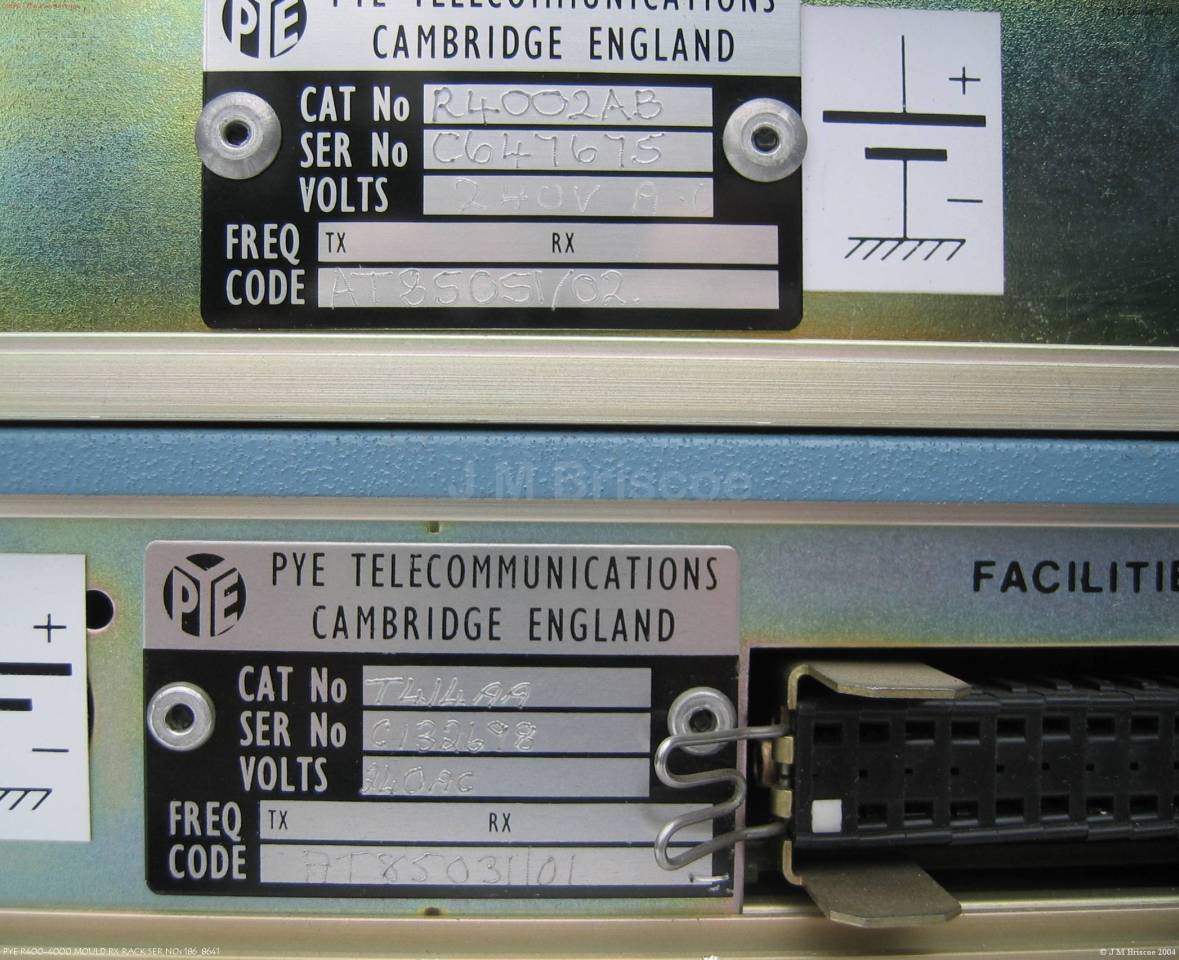 PYE
PYE TELECOMMUNICATIONS
CAMBRIDGE ENGLAND
CAT No R4002AB
SER No C647675
VOLTS 240V A.C
FREQ TX RX
CODE AT85051/02.
+
−
J M Briscoe
PYE
PYE TELECOMMUNICATIONS
CAMBRIDGE ENGLAND
FACILITIE
+
−
CAT No T414AA
SER No C132698
VOLTS 240AC
FREQ TX RX
CODE AT85031/01
PYE R400-4000 MOULD RX RACK SER NO: 186 8641
© J M Briscoe 2004